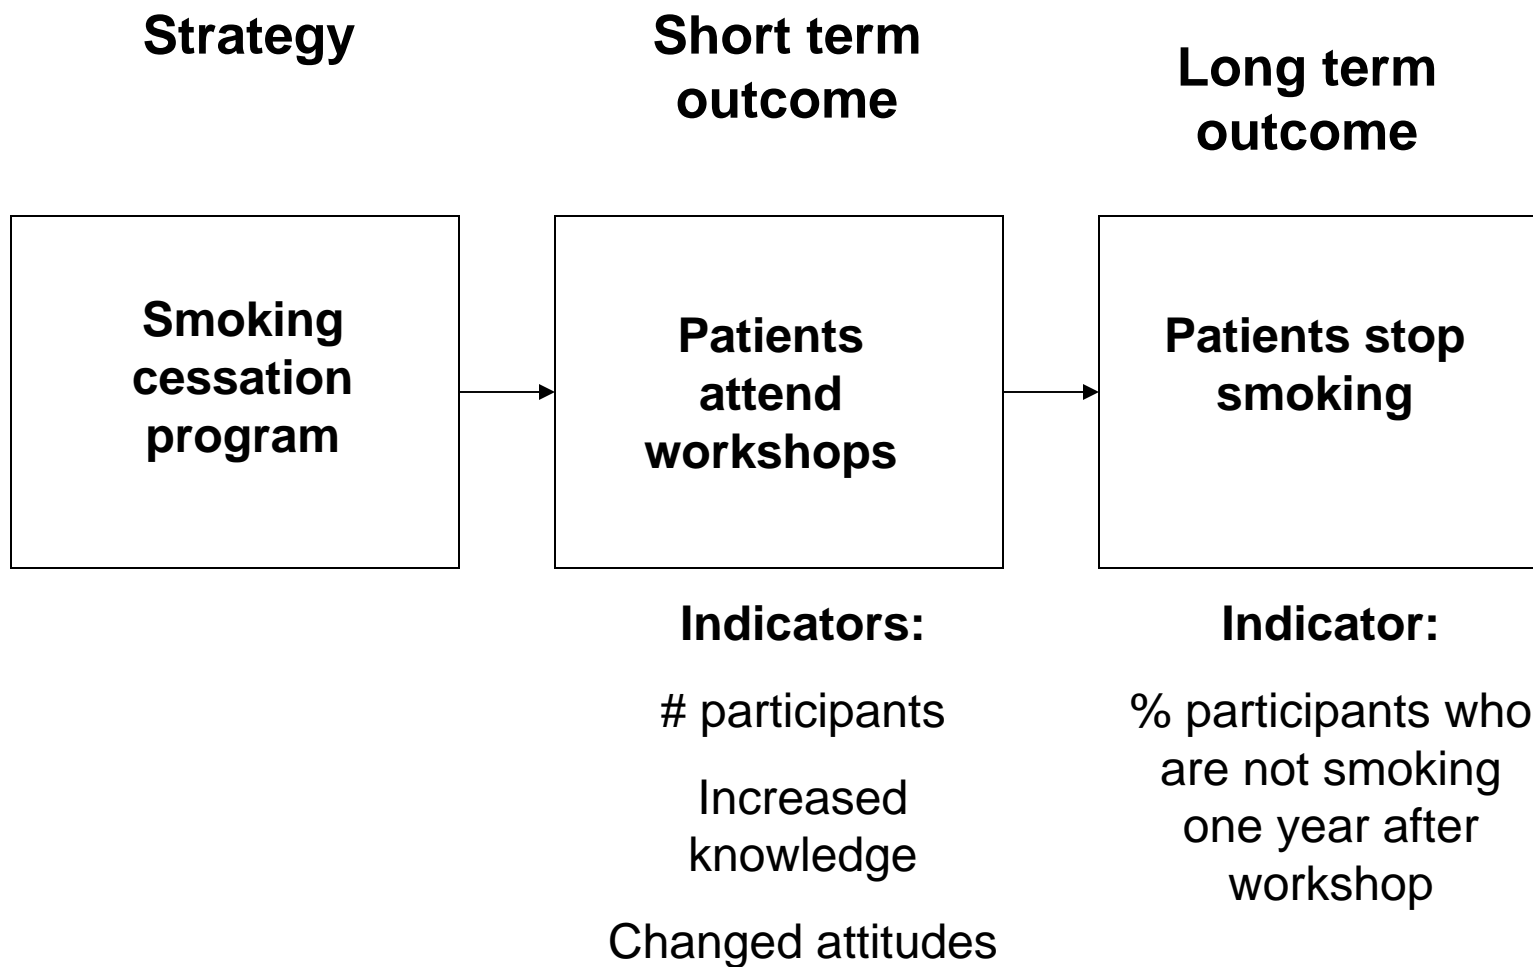 Strategy
Short term
outcome
Long term
outcome
Smoking
cessation
program
Patients
attend
workshops
Patients stop
smoking
Indicators:
# participants
Increased
knowledge
Changed attitudes
Indicator:
% participants who
are not smoking
one year after
workshop